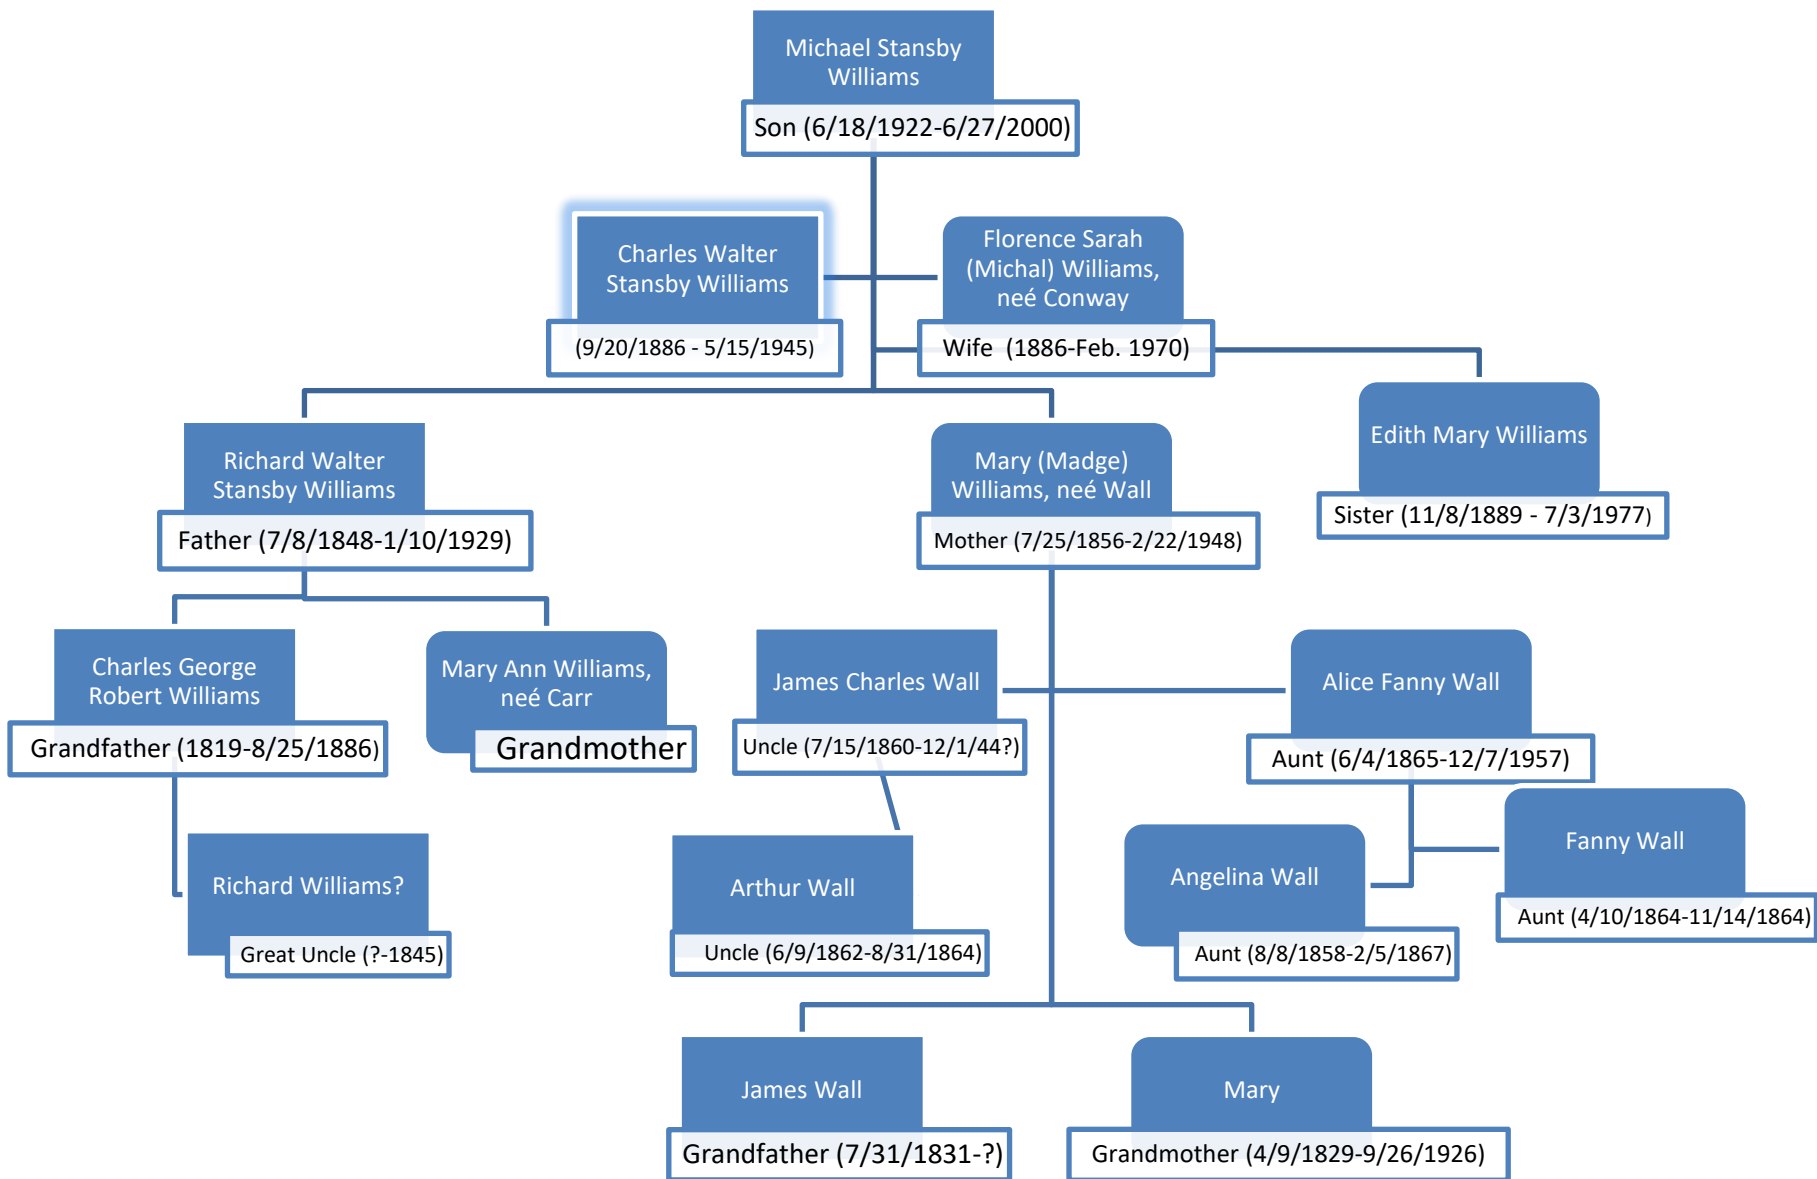 Michael Stansby
Williams
Son (6/18/1922-6/27/2000)
Charles Walter
Stansby Williams
(9/20/1886 - 5/15/1945)
Florence Sarah
(Michal) Williams,
neé Conway
Wife (1886-Feb. 1970)
Edith Mary Williams
Sister (11/8/1889 - 7/3/1977)
Richard Walter
Stansby Williams
Father (7/8/1848-1/10/1929)
Mary (Madge)
Williams, neé Wall
Mother (7/25/1856-2/22/1948)
Charles George
Robert Williams
Grandfather (1819-8/25/1886)
Mary Ann Williams,
neé Carr
Grandmother
James Charles Wall
Uncle (7/15/1860-12/1/44?)
Alice Fanny Wall
Aunt (6/4/1865-12/7/1957)
Richard Williams?
Great Uncle (?-1845)
Arthur Wall
Uncle (6/9/1862-8/31/1864)
Angelina Wall
Aunt (8/8/1858-2/5/1867)
Fanny Wall
Aunt (4/10/1864-11/14/1864)
James Wall
Grandfather (7/31/1831-?)
Mary
Grandmother (4/9/1829-9/26/1926)